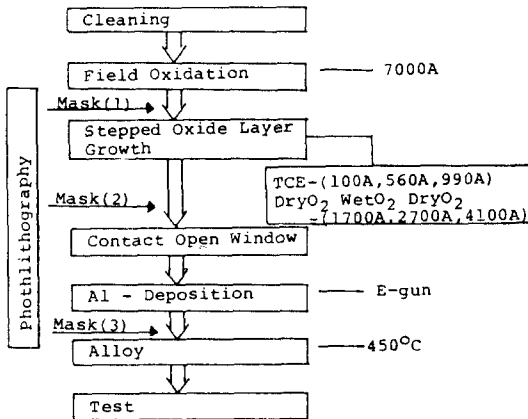 Cleaning
Field Oxidation
7000A
Mask(1)
Stepped Oxide Layer
Growth
TCE-(100A,560A,990A)
DryO₂ WetO₂ DryO₂
-(1700A,2700A,4100A)
Mask(2)
Contact Open Window
Al - Deposition
E-gun
Mask(3)
Alloy
450°C
Test
Phothlithography